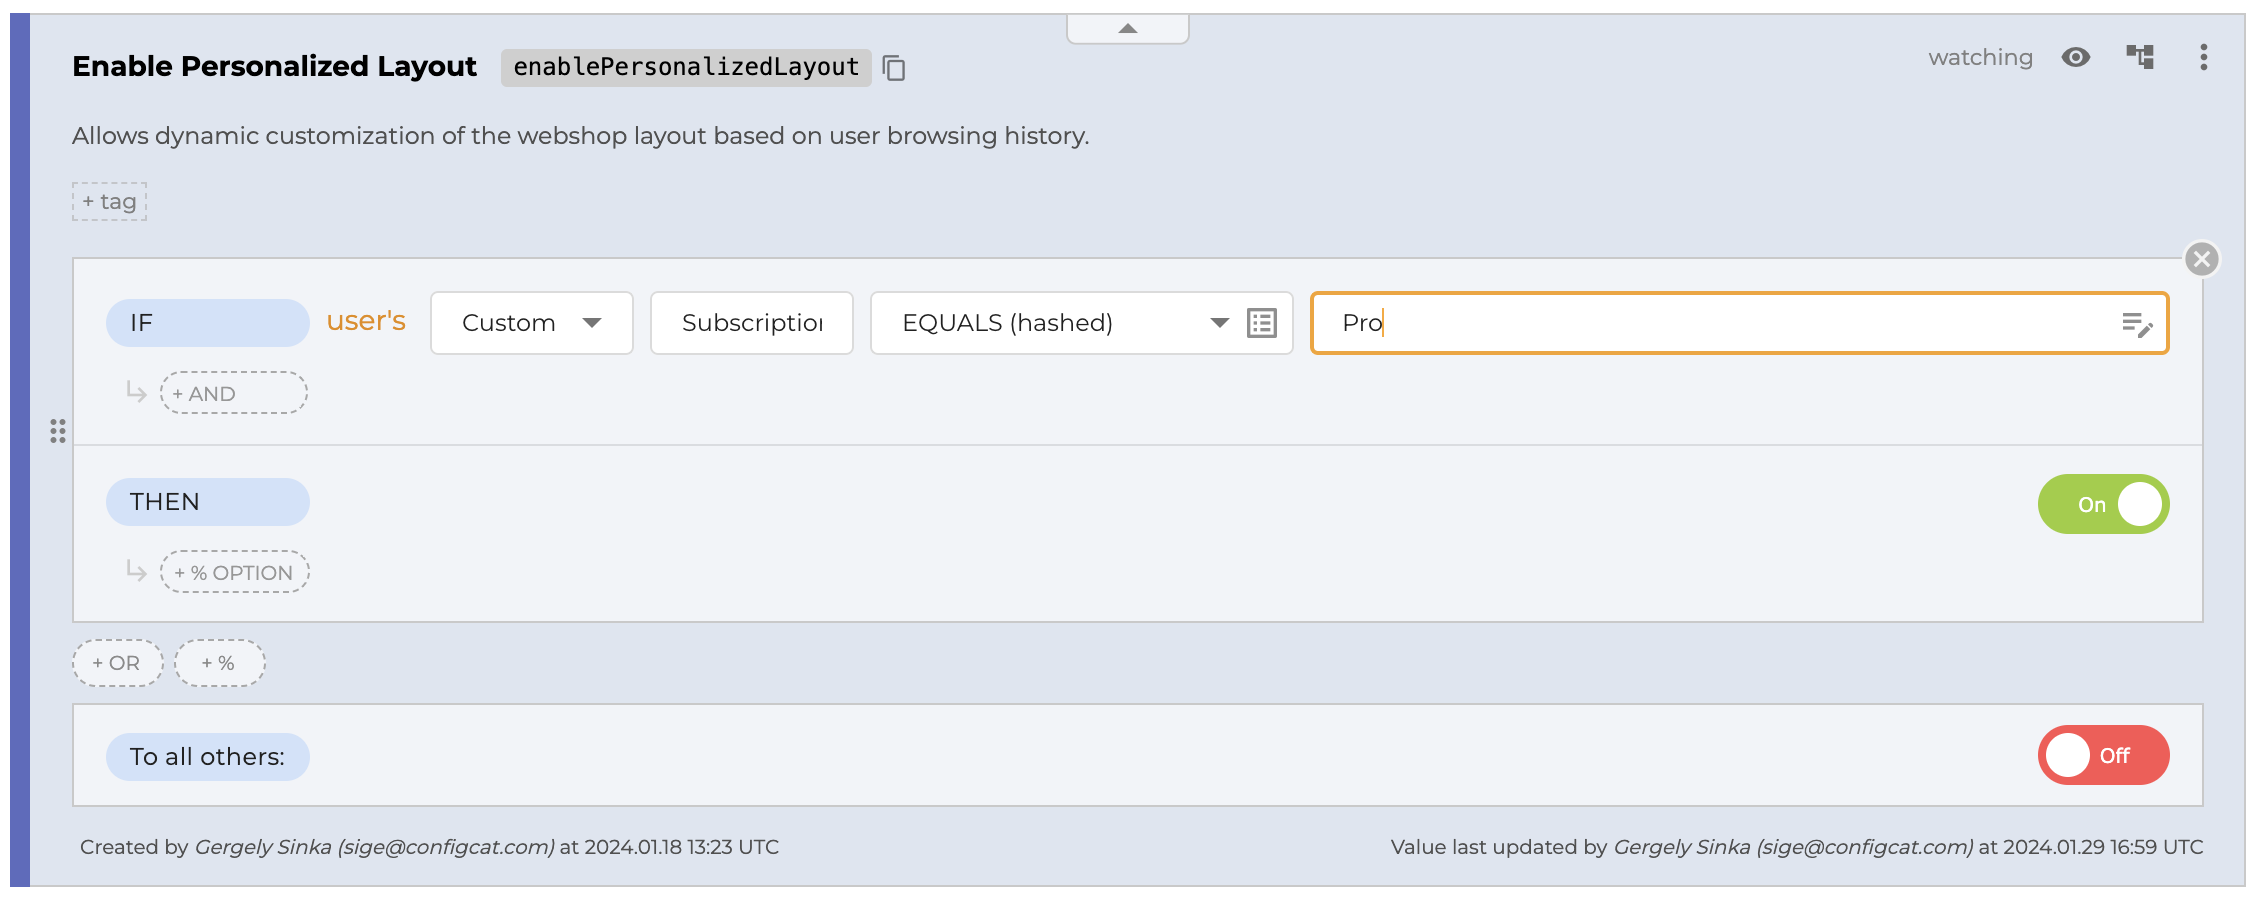 Enable Personalized Layout enablePersonalizedLayout watching
Allows dynamic customization of the webshop layout based on user browsing history.
+ tag
IF user's Custom Subscription EQUALS (hashed) Pro
+ AND
THEN On
+ % OPTION
+ OR + %
To all others: Off
Created by Gergely Sinka (sige@configcat.com) at 2024.01.18 13:23 UTC Value last updated by Gergely Sinka (sige@configcat.com) at 2024.01.29 16:59 UTC